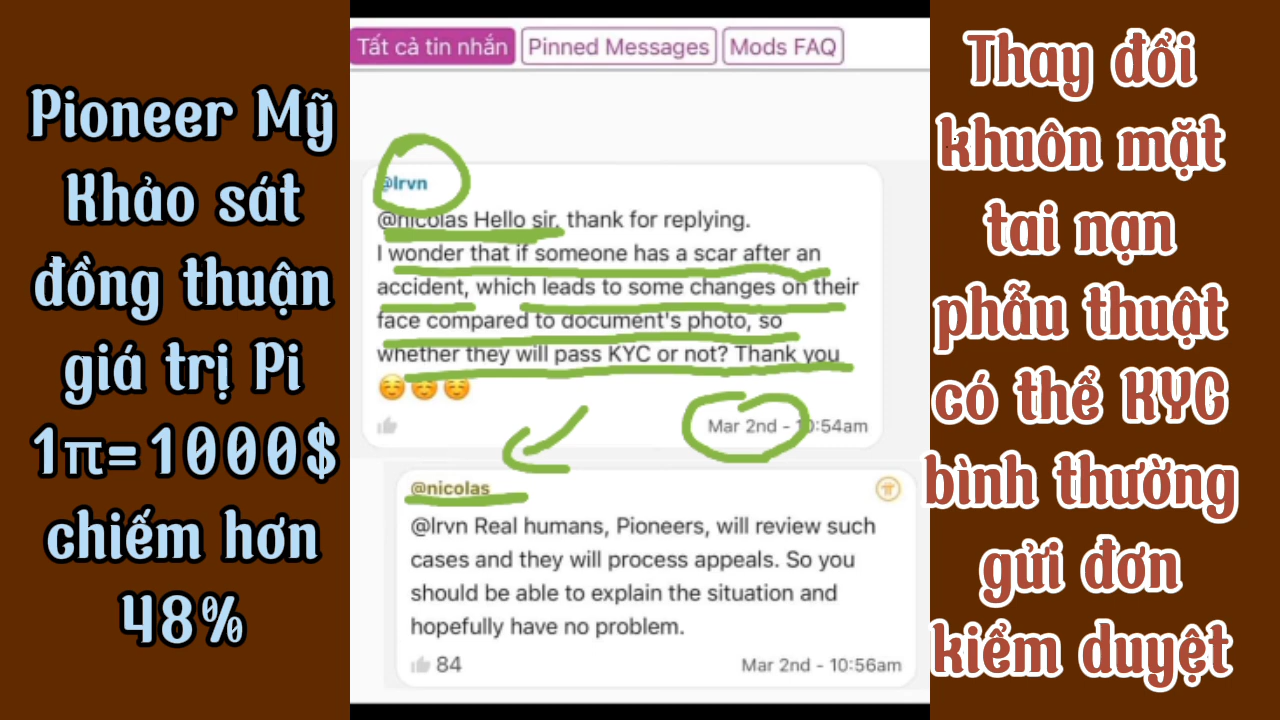 Pioneer Mỹ
Khảo sát
đồng thuận
giá trị Pi
1π=1000$
chiếm hơn
48%
Tất cả tin nhắn
Pinned Messages
Mods FAQ
@lrvn
@nicolas Hello sir, thank for replying.
I wonder that if someone has a scar after an
accident, which leads to some changes on their
face compared to document's photo, so
whether they will pass KYC or not? Thank you
☺️☺️☺️
Mar 2nd - 10:54am
@nicolas
@lrvn Real humans, Pioneers, will review such
cases and they will process appeals. So you
should be able to explain the situation and
hopefully have no problem.
84
Mar 2nd - 10:56am
Thay đổi
khuôn mặt
tai nạn
phẫu thuật
có thể KYC
bình thường
gửi đơn
kiểm duyệt